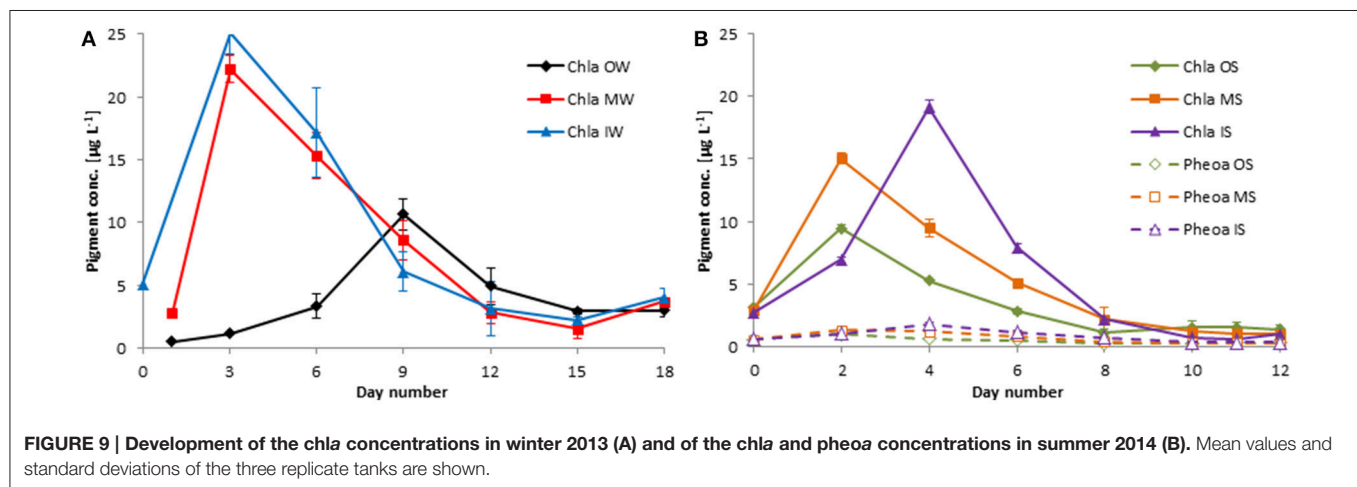 A
25
20
15
10
5
0
Pigment conc. [µg L-1]
0 3 6 9 12 15 18
Day number
Chla OW
Chla MW
Chla IW
B
25
20
15
10
5
0
Pigment conc. [µg L-1]
0 2 4 6 8 10 12
Day number
Chla OS
Chla MS
Chla IS
Pheoa OS
Pheoa MS
Pheoa IS
FIGURE 9 | Development of the chla concentrations in winter 2013 (A) and of the chla and pheoa concentrations in summer 2014 (B). Mean values and
standard deviations of the three replicate tanks are shown.